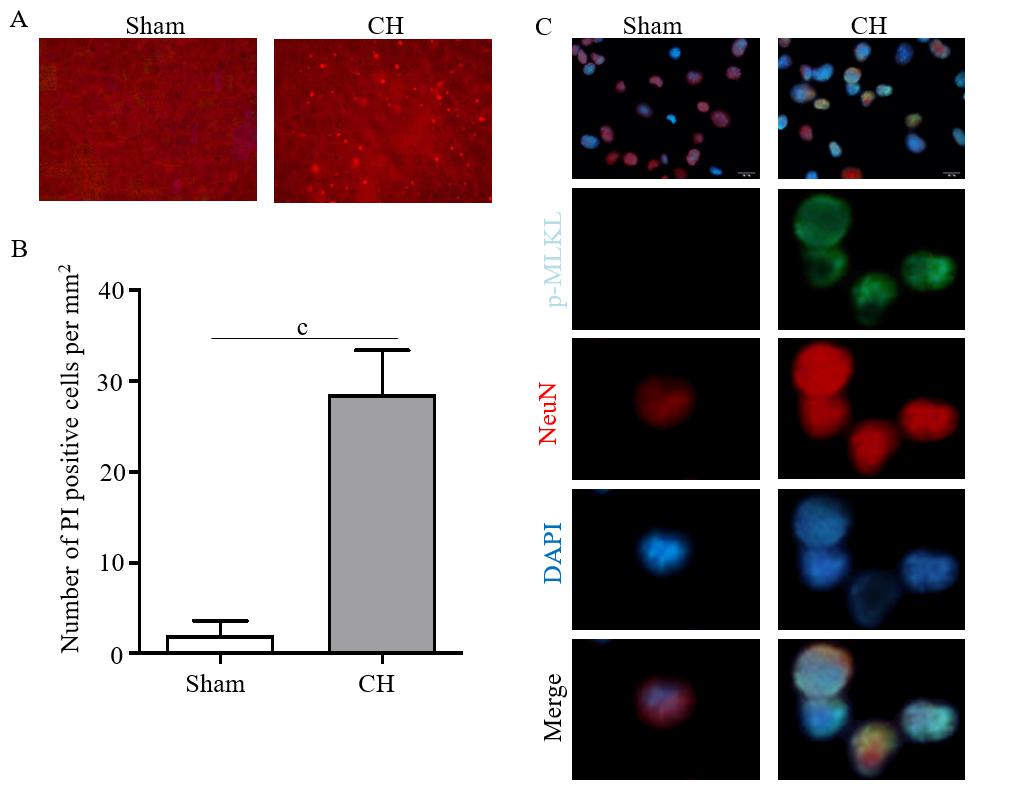 A
Sham
CH
B
Number of PI positive cells per mm²
40
30
20
10
0
c
Sham
CH
C
Sham
CH
p-MLKL
NeuN
DAPI
Merge